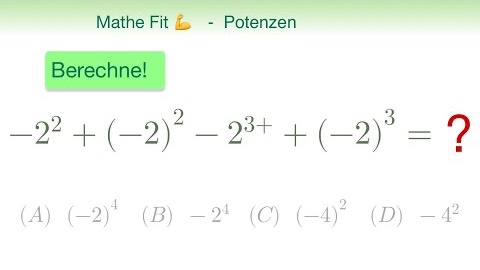 Mathe Fit 💪 - Potenzen
Berechne!
−2² + (−2)² − 2³⁺ + (−2)³ = ?
(A) (−2)⁴ (B) −2⁴ (C) (−4)² (D) −4²